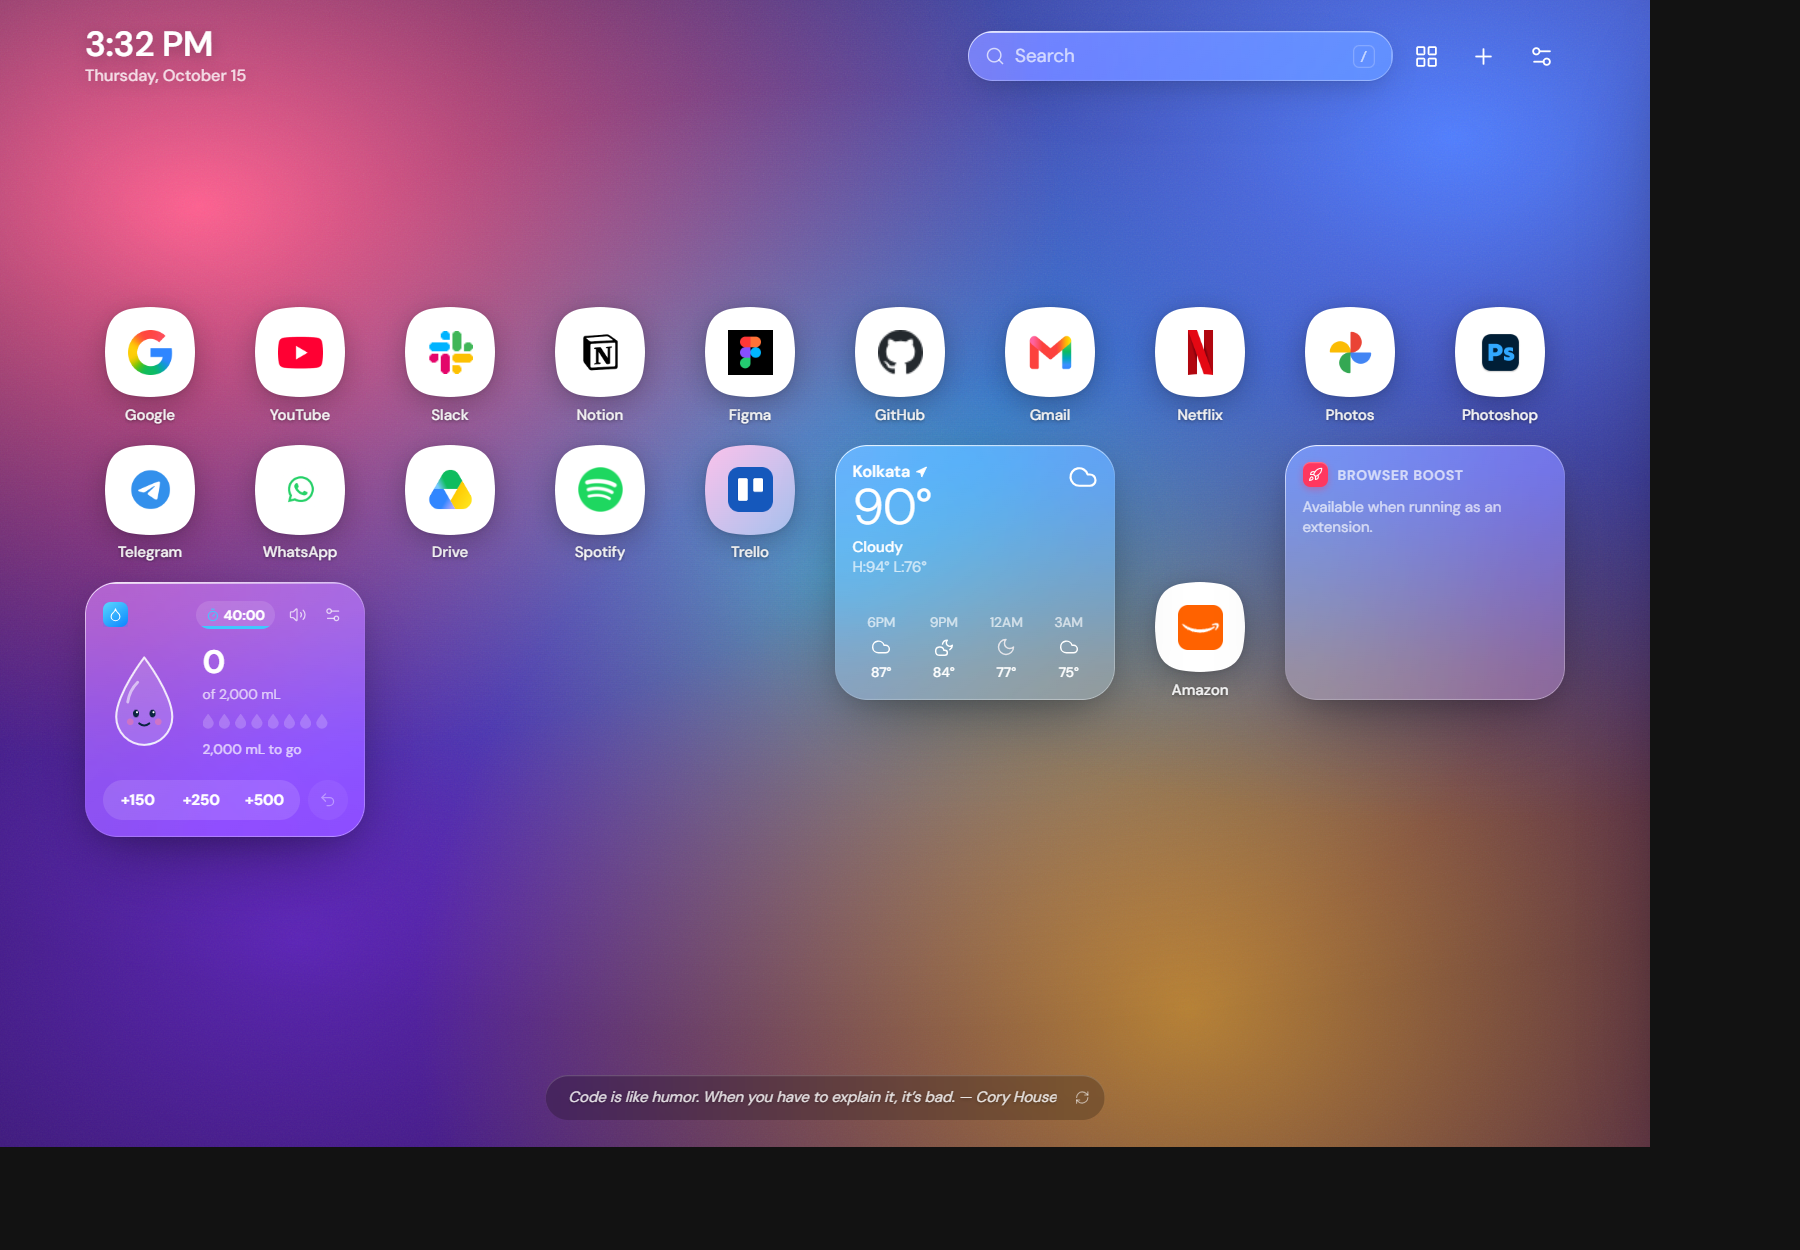 3:32 PM
Thursday, October 15
Search /
Google YouTube Slack Notion Figma GitHub Gmail Netflix Photos Photoshop
Ps
Telegram WhatsApp Drive Spotify Trello
Kolkata
90°
Cloudy
H:94° L:76°
6PM 9PM 12AM 3AM
87° 84° 77° 75°
Amazon
BROWSER BOOST
Available when running as an
extension.
40:00
0
of 2,000 mL
2,000 mL to go
+150 +250 +500
Code is like humor. When you have to explain it, it’s bad. — Cory House